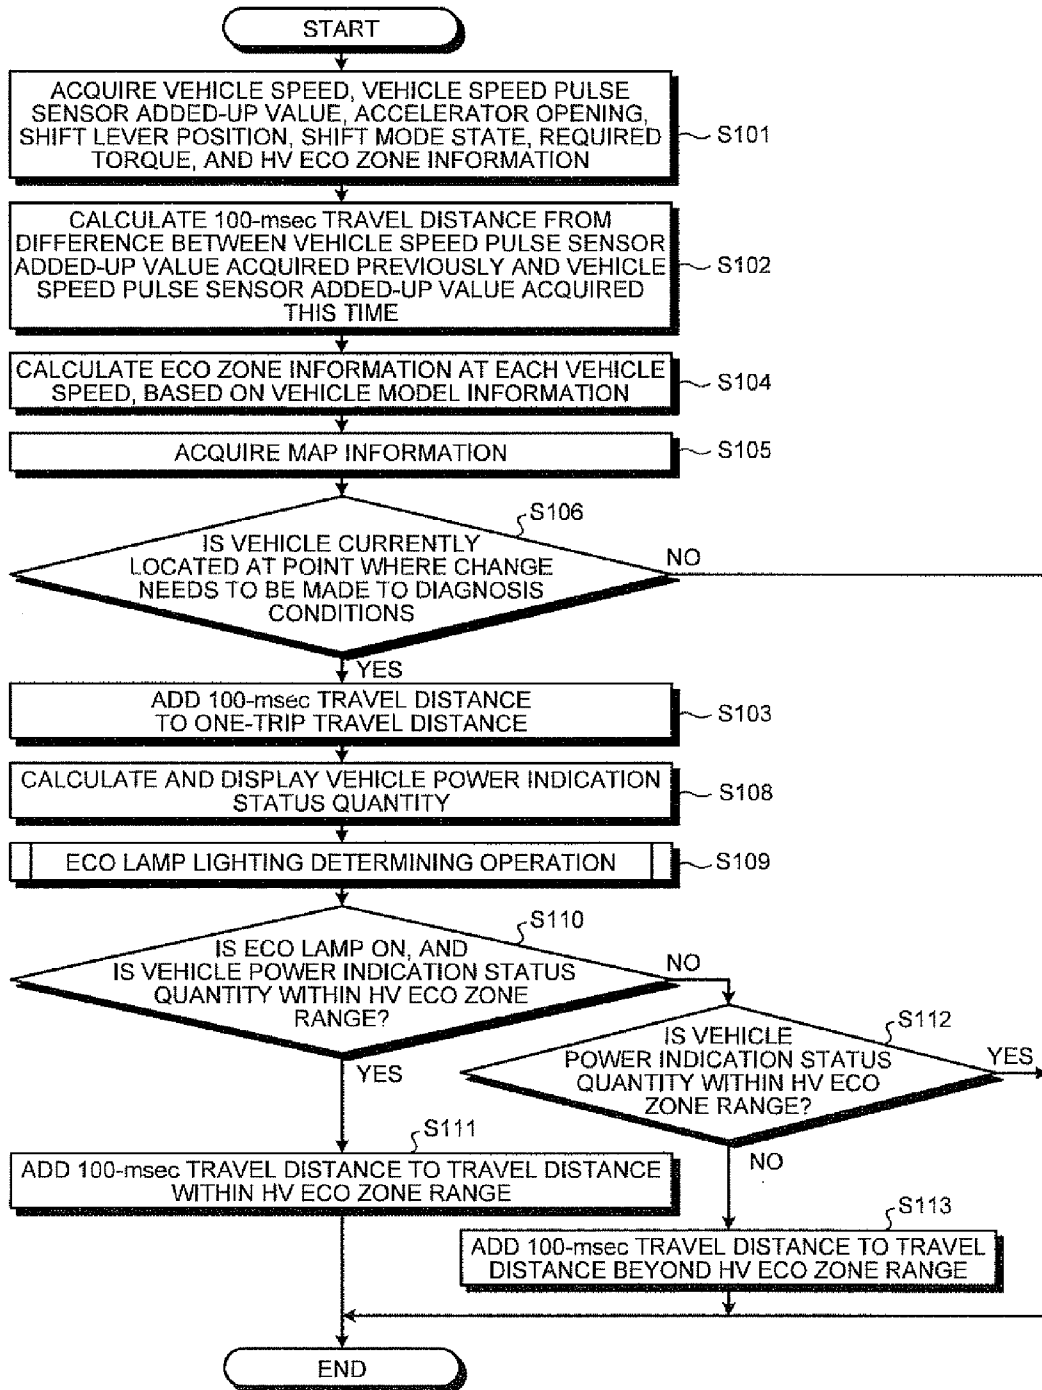 START
ACQUIRE VEHICLE SPEED, VEHICLE SPEED PULSE
SENSOR ADDED-UP VALUE, ACCELERATOR OPENING,
SHIFT LEVER POSITION, SHIFT MODE STATE, REQUIRED
TORQUE, AND HV ECO ZONE INFORMATION
S101
CALCULATE 100-msec TRAVEL DISTANCE FROM
DIFFERENCE BETWEEN VEHICLE SPEED PULSE SENSOR
ADDED-UP VALUE ACQUIRED PREVIOUSLY AND VEHICLE
SPEED PULSE SENSOR ADDED-UP VALUE ACQUIRED
THIS TIME
S102
CALCULATE ECO ZONE INFORMATION AT EACH VEHICLE
SPEED, BASED ON VEHICLE MODEL INFORMATION
S104
ACQUIRE MAP INFORMATION
S105
S106
IS VEHICLE CURRENTLY
LOCATED AT POINT WHERE CHANGE
NEEDS TO BE MADE TO DIAGNOSIS
CONDITIONS
NO
YES
ADD 100-msec TRAVEL DISTANCE
TO ONE-TRIP TRAVEL DISTANCE
S103
CALCULATE AND DISPLAY VEHICLE POWER INDICATION
STATUS QUANTITY
S108
ECO LAMP LIGHTING DETERMINING OPERATION
S109
S110
IS ECO LAMP ON, AND
IS VEHICLE POWER INDICATION STATUS
QUANTITY WITHIN HV ECO ZONE
RANGE?
NO
YES
S112
IS VEHICLE
POWER INDICATION STATUS
QUANTITY WITHIN HV ECO
ZONE RANGE?
YES
NO
S111
ADD 100-msec TRAVEL DISTANCE TO TRAVEL DISTANCE
WITHIN HV ECO ZONE RANGE
S113
ADD 100-msec TRAVEL DISTANCE TO TRAVEL
DISTANCE BEYOND HV ECO ZONE RANGE
END